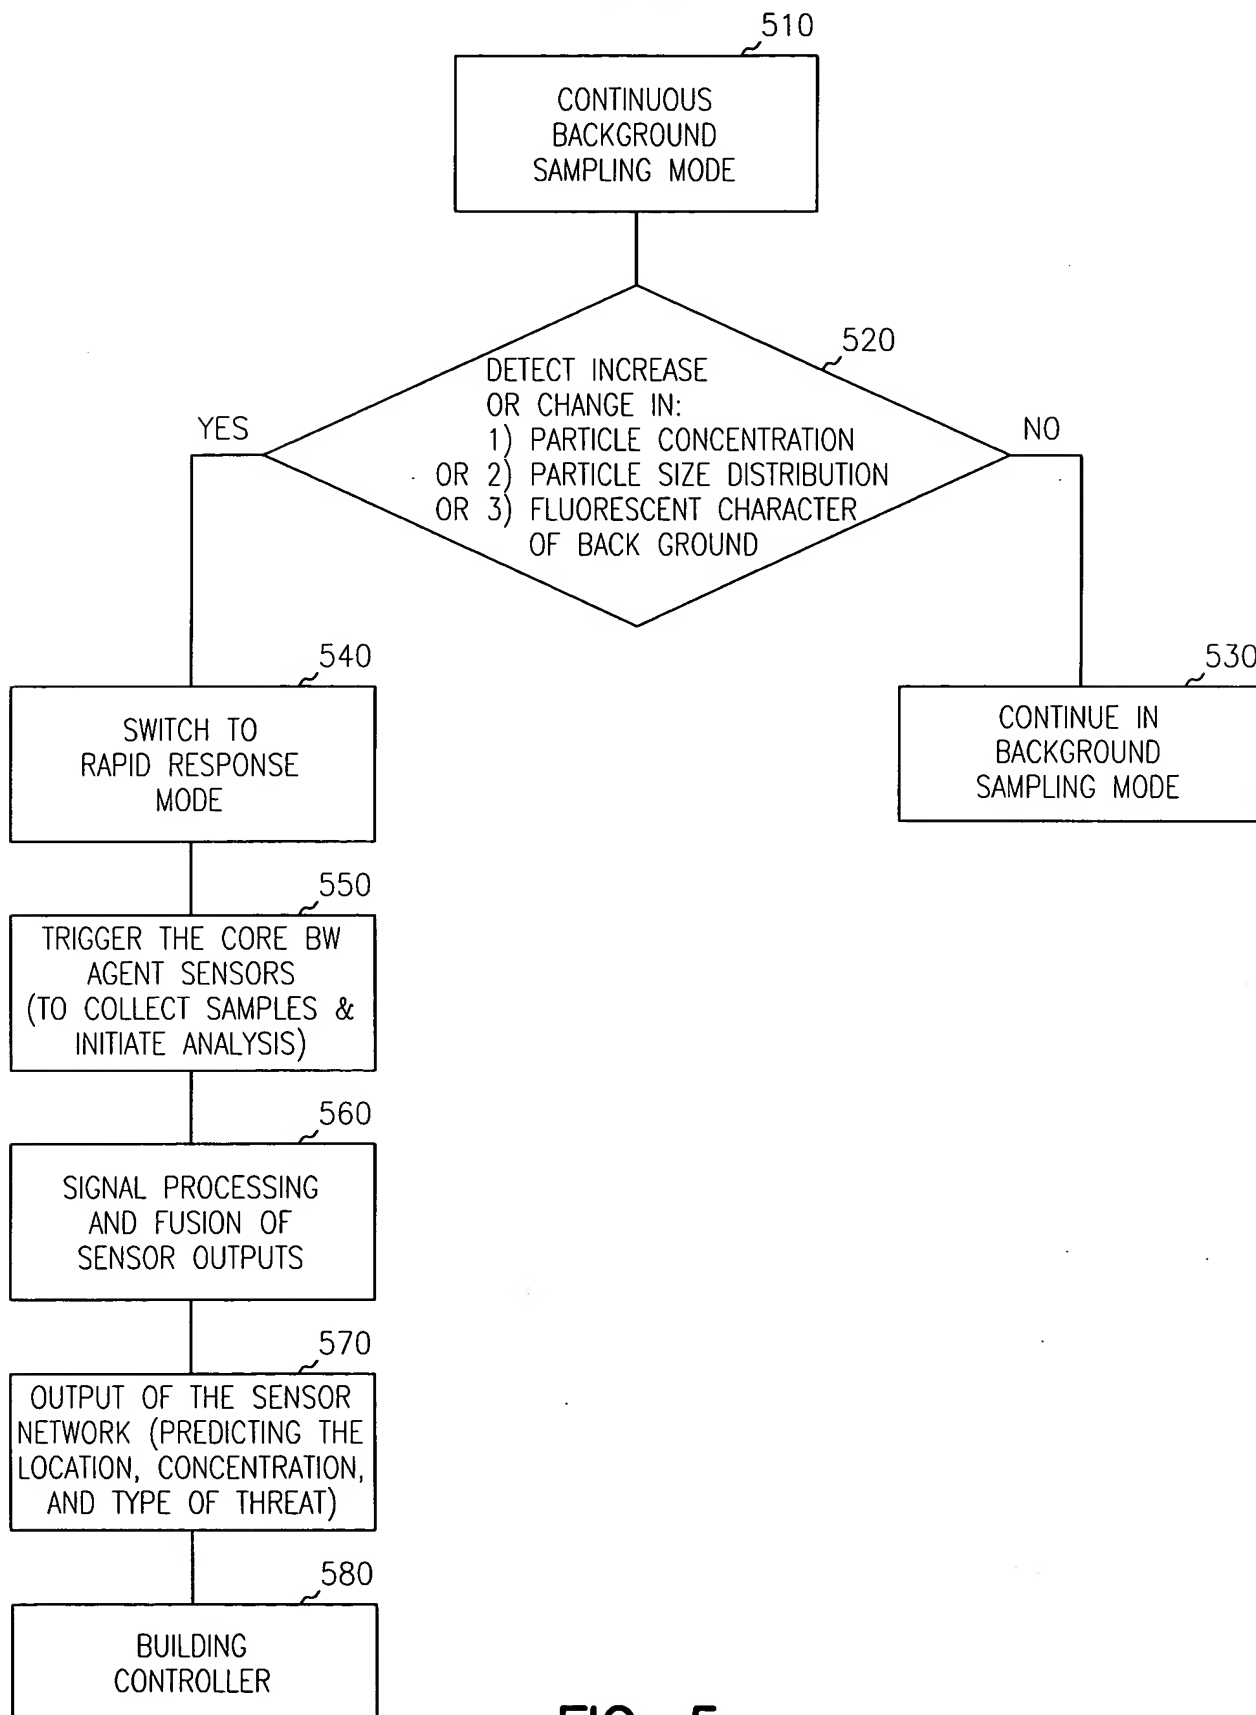 510
CONTINUOUS
BACKGROUND
SAMPLING MODE
520
DETECT INCREASE
OR CHANGE IN:
1) PARTICLE CONCENTRATION
OR 2) PARTICLE SIZE DISTRIBUTION
OR 3) FLUORESCENT CHARACTER
OF BACK GROUND
YES
NO
540
SWITCH TO
RAPID RESPONSE
MODE
530
CONTINUE IN
BACKGROUND
SAMPLING MODE
550
TRIGGER THE CORE BW
AGENT SENSORS
(TO COLLECT SAMPLES &
INITIATE ANALYSIS)
560
SIGNAL PROCESSING
AND FUSION OF
SENSOR OUTPUTS
570
OUTPUT OF THE SENSOR
NETWORK (PREDICTING THE
LOCATION, CONCENTRATION,
AND TYPE OF THREAT)
580
BUILDING
CONTROLLER